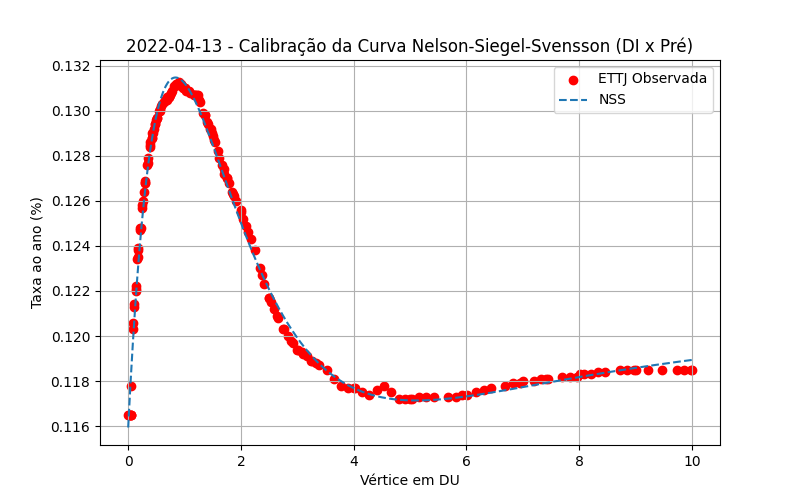 2022-04-13 - Calibração da Curva Nelson-Siegel-Svensson (DI x Pré)
0.132
0.130
0.128
0.126
0.124
0.122
0.120
0.118
0.116
Taxa ao ano (%)
ETTJ Observada
NSS
0 2 4 6 8 10
Vértice em DU